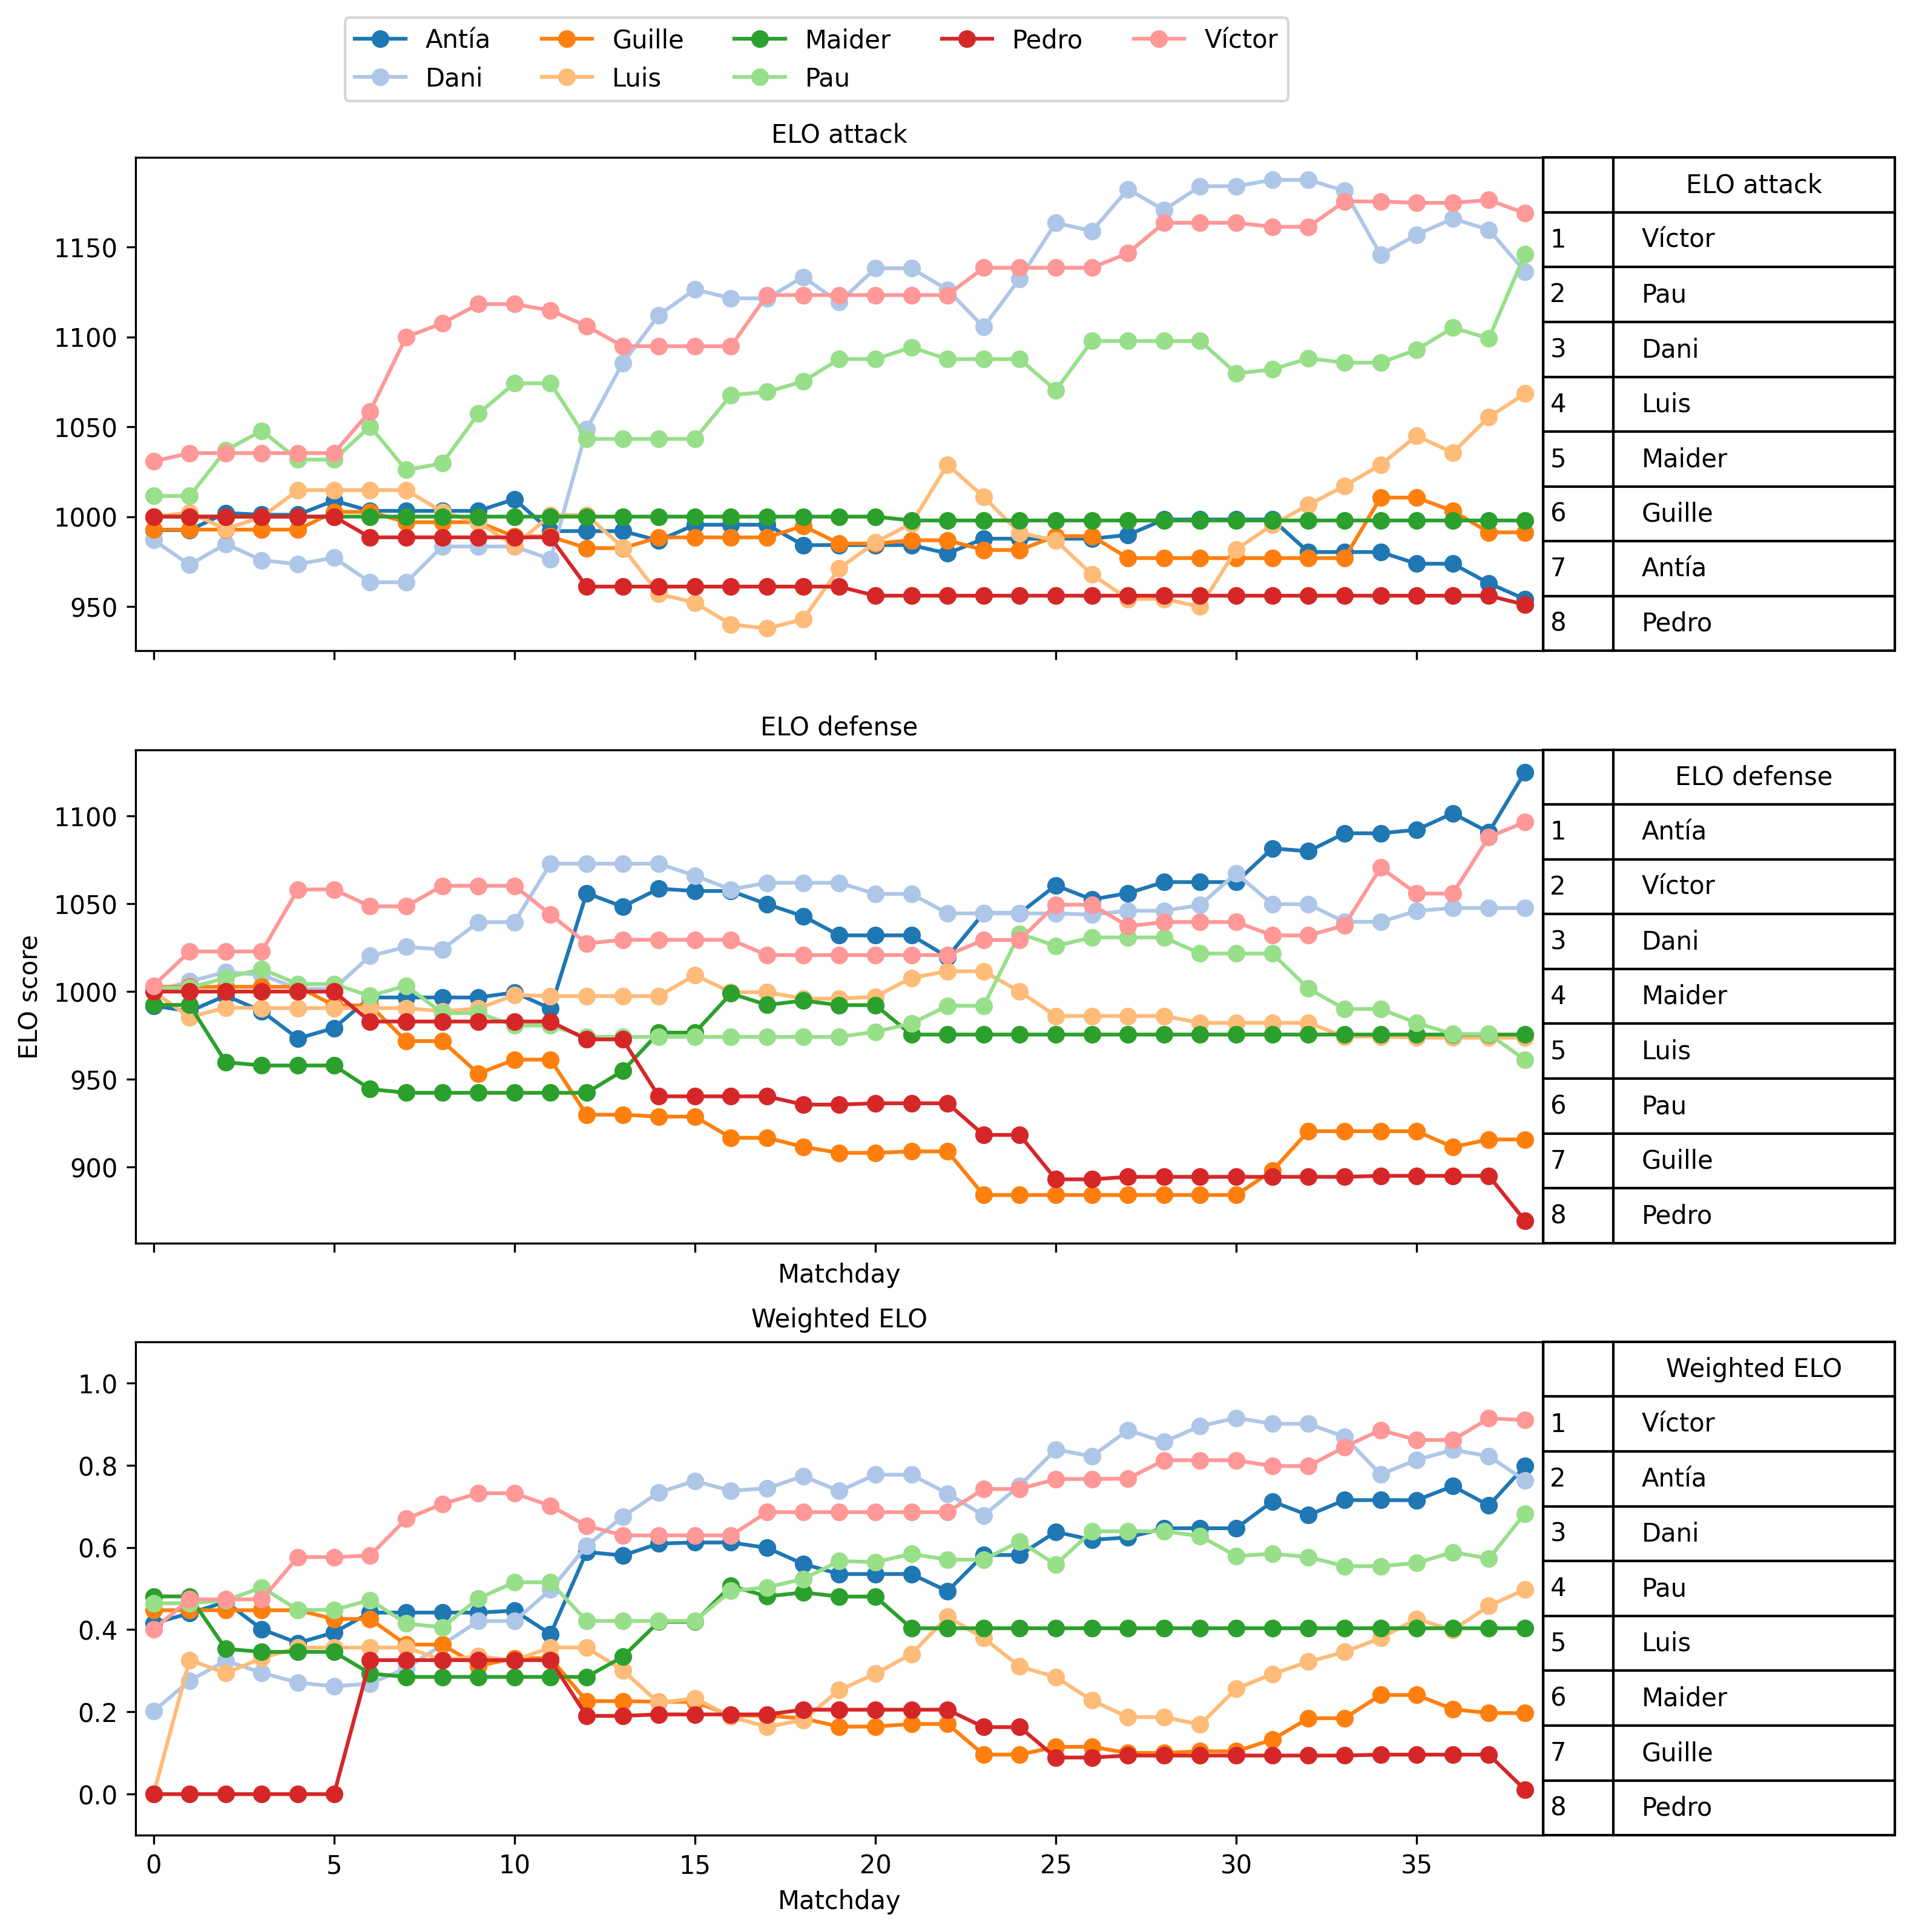 Antía Guille Maider Pedro Víctor
Dani Luis Pau
ELO attack
ELO attack
1 Víctor
2 Pau
3 Dani
4 Luis
5 Maider
6 Guille
7 Antía
8 Pedro
1150
1100
1050
1000
950
ELO defense
ELO defense
1 Antía
2 Víctor
3 Dani
4 Maider
5 Luis
6 Pau
7 Guille
8 Pedro
1100
1050
1000
950
900
ELO score
Matchday
Weighted ELO
Weighted ELO
1 Víctor
2 Antía
3 Dani
4 Pau
5 Luis
6 Maider
7 Guille
8 Pedro
1.0
0.8
0.6
0.4
0.2
0.0
0 5 10 15 20 25 30 35
Matchday